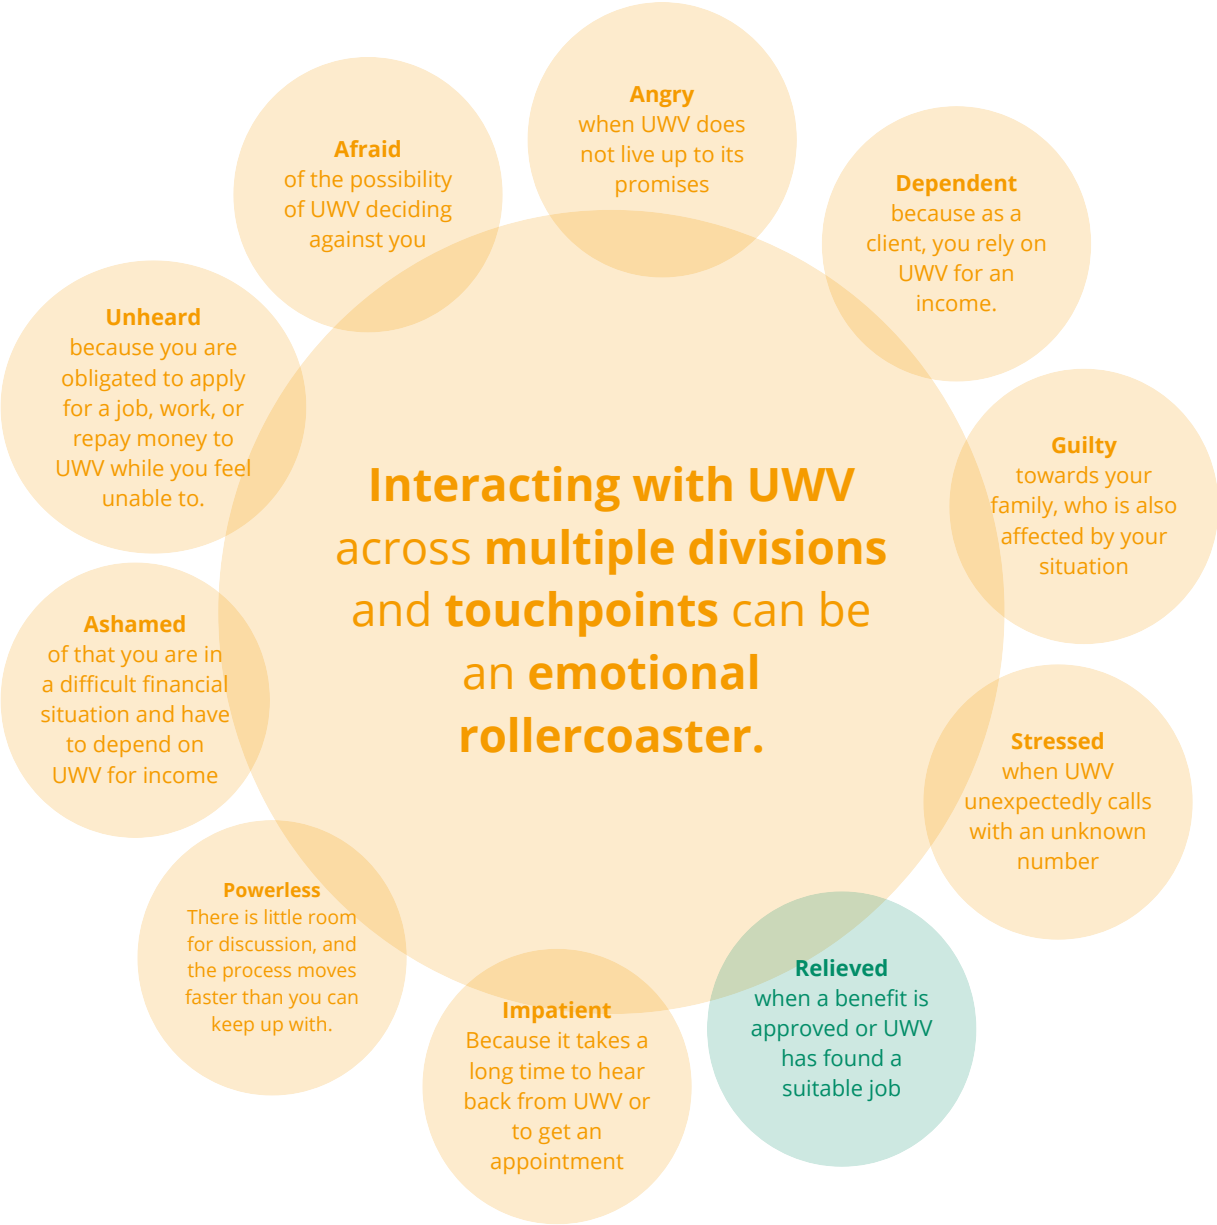 Angry
when UWV does
not live up to its
promises
Afraid
of the possibility
of UWV deciding
against you
Dependent
because as a
client, you rely on
UWV for an
income.
Unheard
because you are
obligated to apply
for a job, work, or
repay money to
UWV while you feel
unable to.
Guilty
towards your
family, who is also
affected by your
situation
Interacting with UWV
across multiple divisions
and touchpoints can be
an emotional
rollercoaster.
Ashamed
of that you are in
a difficult financial
situation and have
to depend on
UWV for income
Stressed
when UWV
unexpectedly calls
with an unknown
number
Powerless
There is little room
for discussion, and
the process moves
faster than you can
keep up with.
Relieved
when a benefit is
approved or UWV
has found a
suitable job
Impatient
Because it takes a
long time to hear
back from UWV or
to get an
appointment